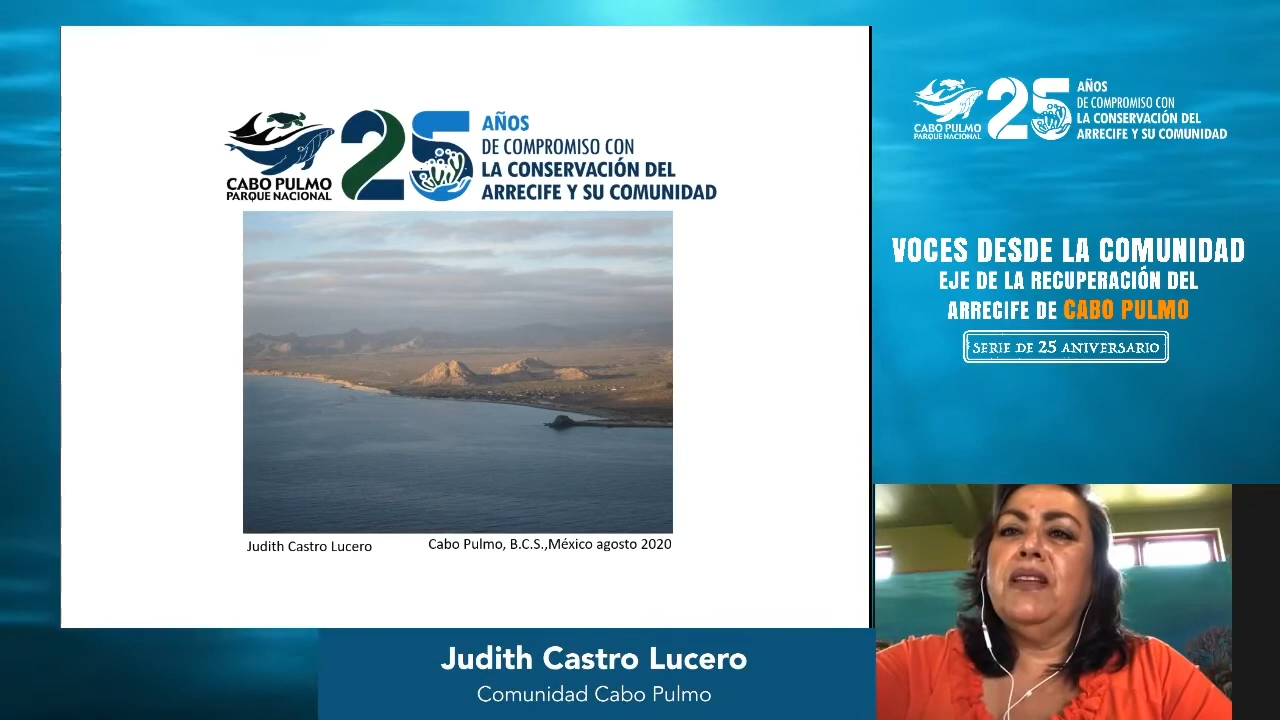 CABO PULMO
PARQUE NACIONAL
25
AÑOS
DE COMPROMISO CON
LA CONSERVACIÓN DEL
ARRECIFE Y SU COMUNIDAD
Judith Castro Lucero
Cabo Pulmo, B.C.S.,México agosto 2020
CABO PULMO
PARQUE NACIONAL
25
AÑOS
DE COMPROMISO CON
LA CONSERVACIÓN DEL
ARRECIFE Y SU COMUNIDAD
VOCES DESDE LA COMUNIDAD
EJE DE LA RECUPERACIÓN DEL
ARRECIFE DE CABO PULMO
SERIE DE 25 ANIVERSARIO
Judith Castro Lucero
Comunidad Cabo Pulmo